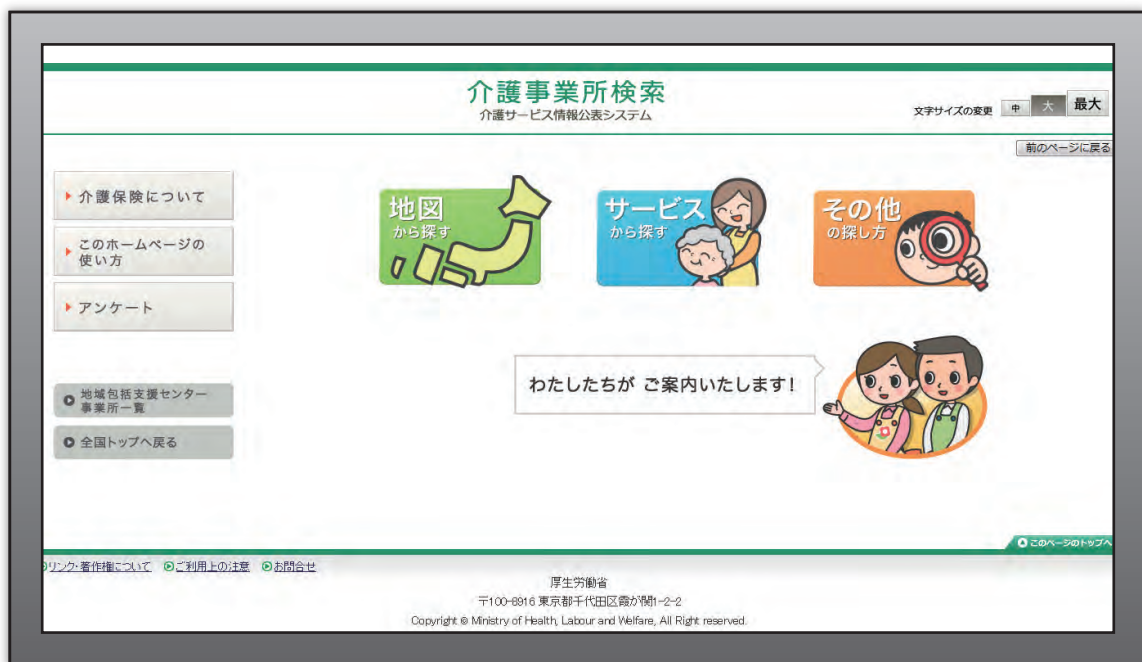 介護事業所検索
介護サービス情報公表システム
文字サイズの変更 中 大 最大
前のページに戻る
介護保険について
このホームページの
使い方
アンケート
地域包括支援センター
事業所一覧
全国トップへ戻る
地図
から探す
サービス
から探す
その他
の探し方
わたしたちが ご案内いたします!
このページのトップへ
リンク・著作権について ご利用上の注意 お問合せ
厚生労働省
〒100-8916 東京都千代田区霞が関1-2-2
Copyright © Ministry of Health, Labour and Welfare, All Right reserved.